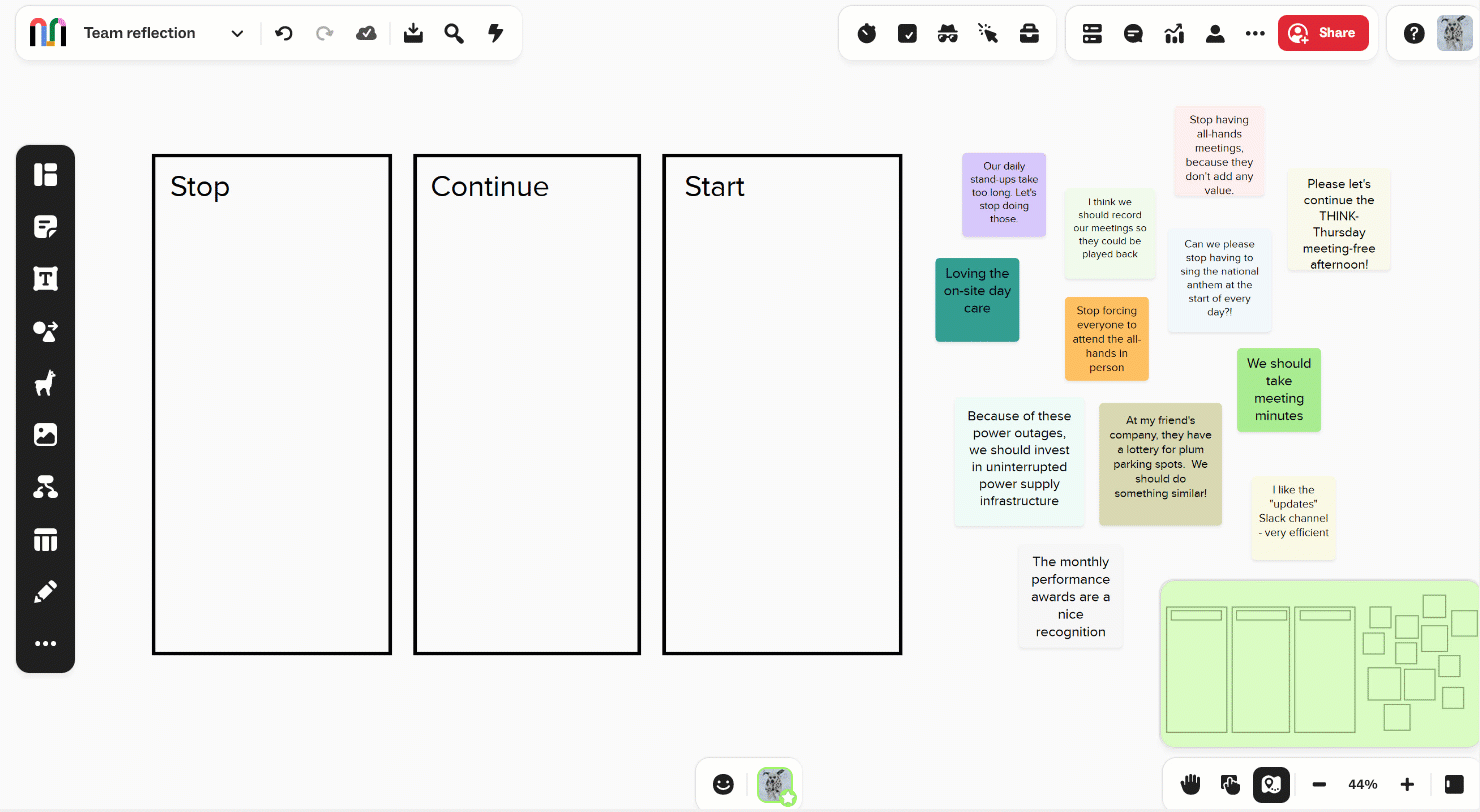 Team reflection
Share
Stop
Continue
Start
Our daily
stand-ups take
too long. Let's
stop doing
those.
I think we
should record
our meetings so
they could be
played back
Stop having
all-hands
meetings,
because they
don't add any
value.
Please let's
continue the
THINK-
Thursday
meeting-free
afternoon!
Can we please
stop having to
sing the national
anthem at the
start of every
day?!
Loving the
on-site day
care
Stop forcing
everyone to
attend the all-
hands in
person
We should
take
meeting
minutes
Because of these
power outages,
we should invest
in uninterrupted
power supply
infrastructure
At my friend's
company, they have
a lottery for plum
parking spots.  We
should do
something similar!
I like the
"updates"
Slack channel
- very efficient
The monthly
performance
awards are a
nice
recognition
44%